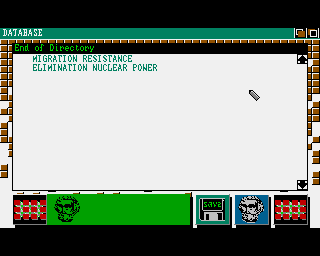 DATABASE
End of Directory
MIGRATION RESISTANCE
ELIMINATION NUCLEAR POWER
SAVE